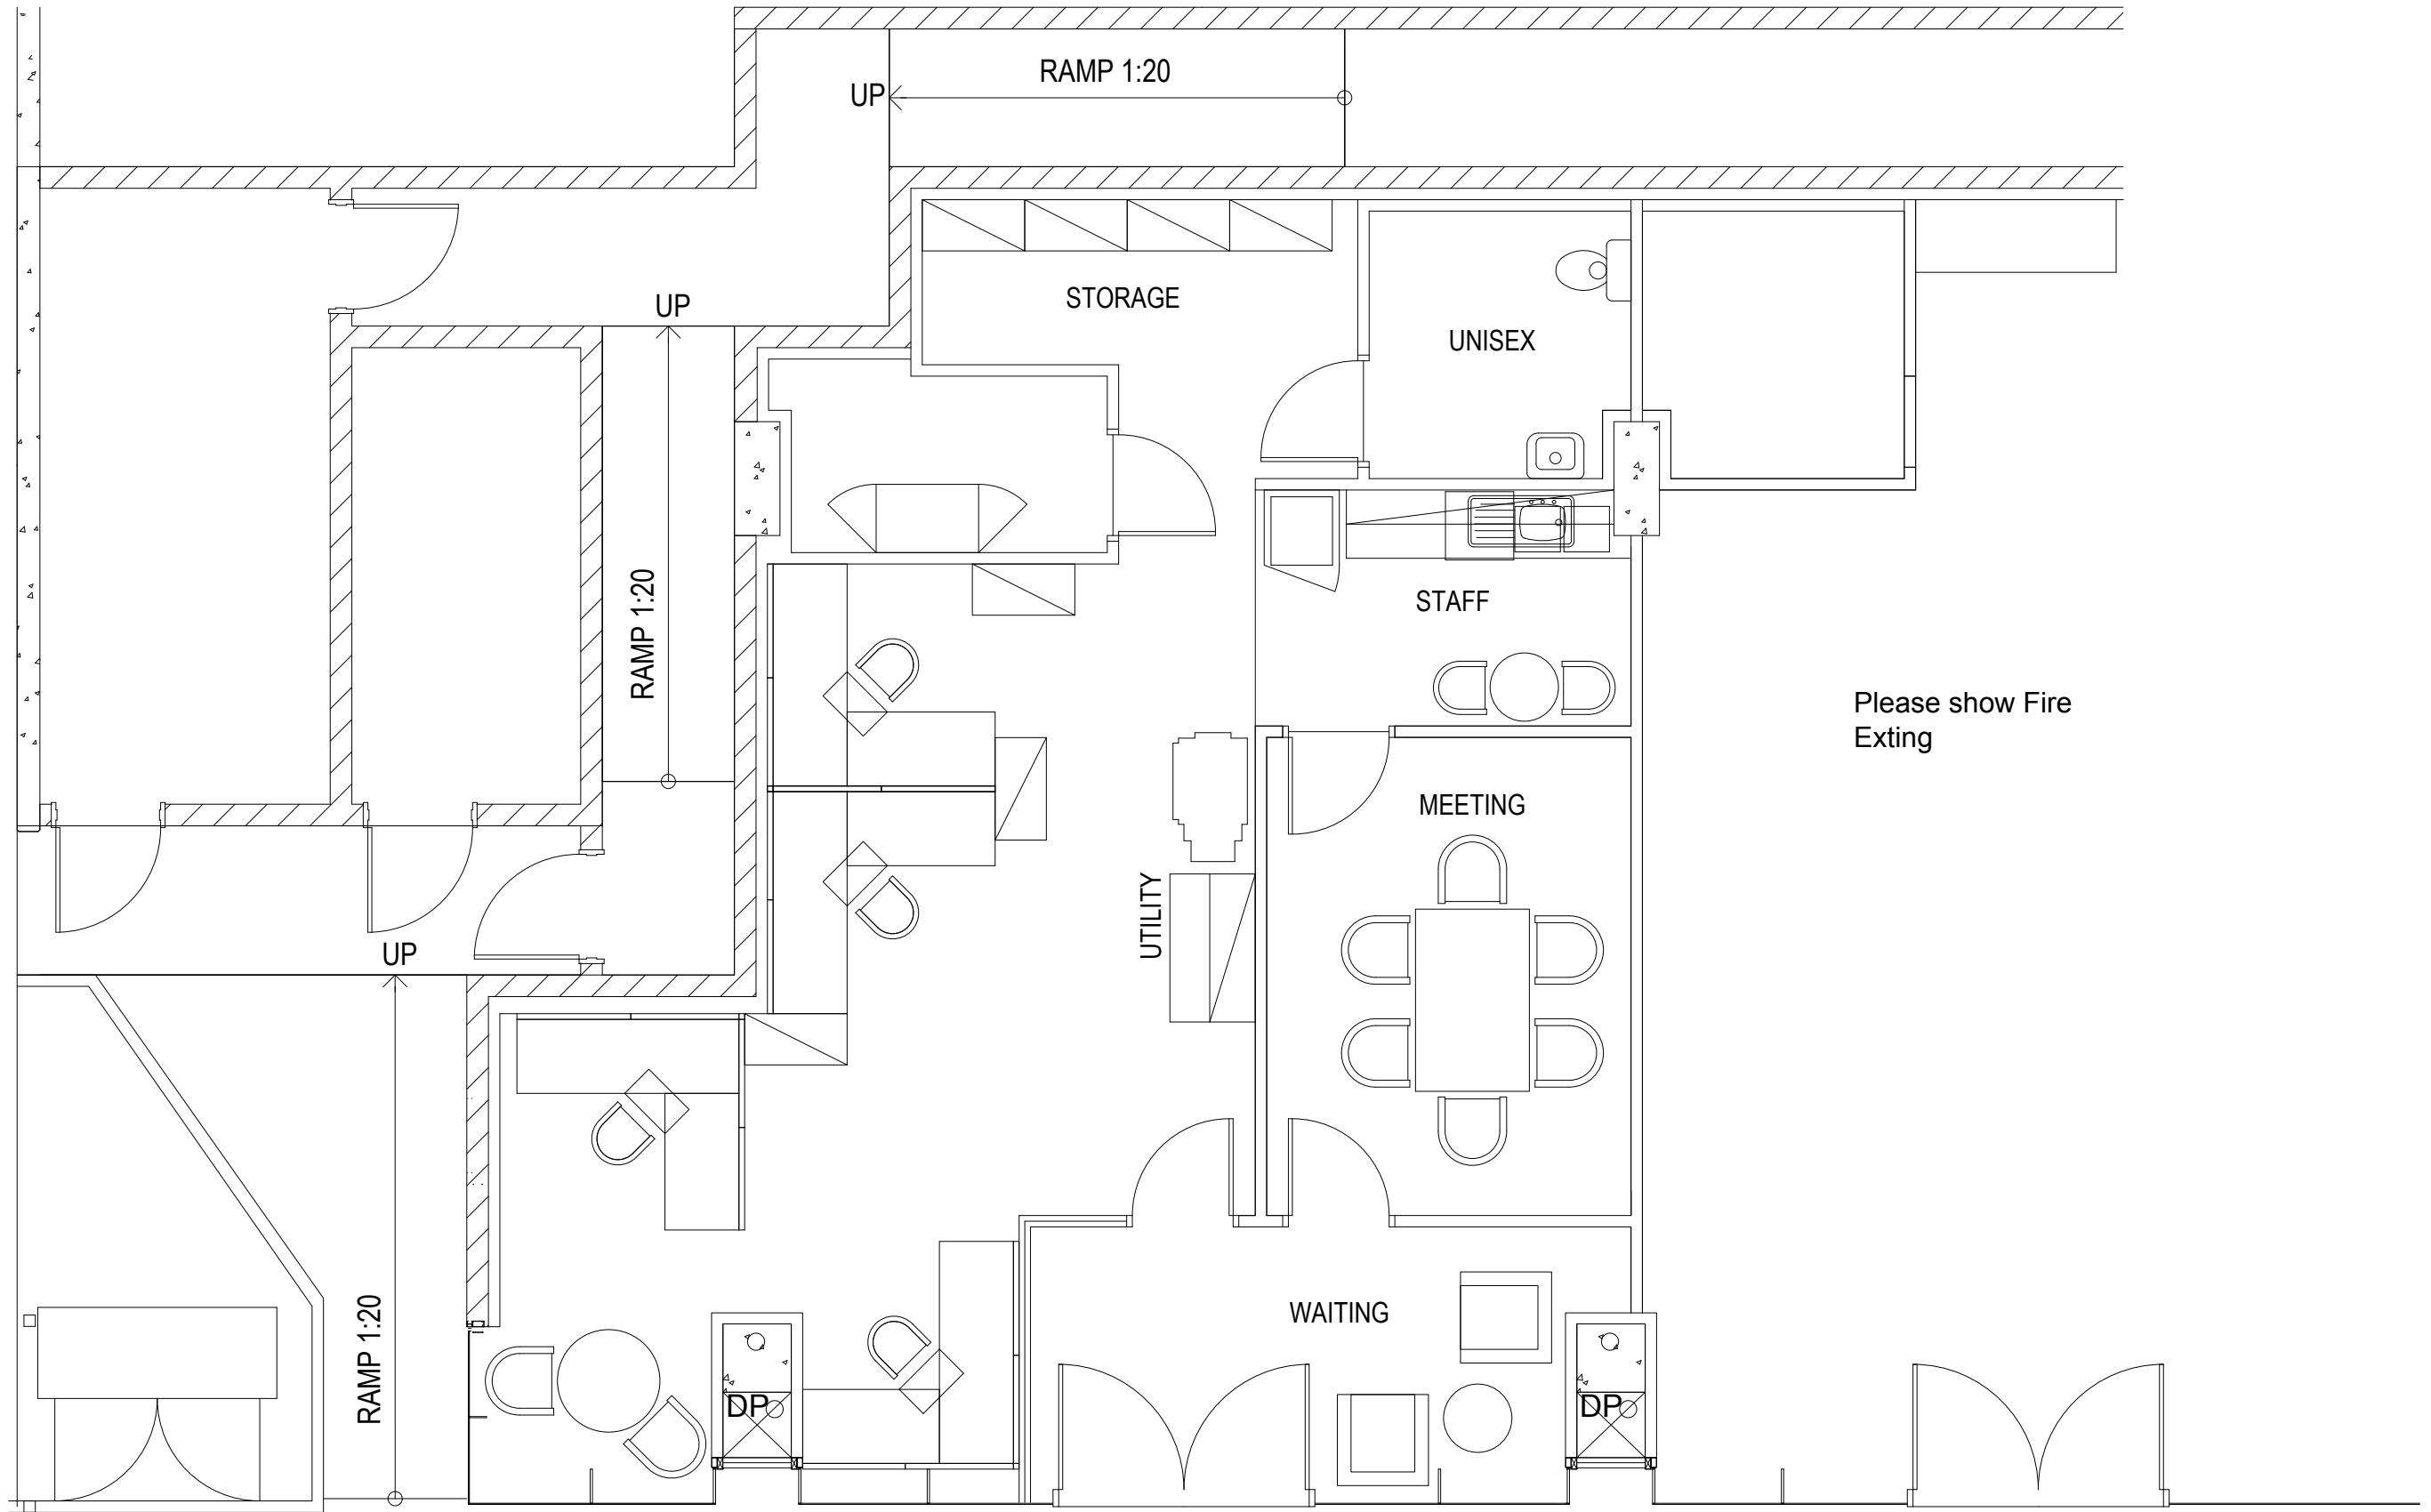 RAMP 1:20
UP
STORAGE
UP
UNISEX
RAMP 1:20
STAFF
Please show Fire
Exting
MEETING
UTILITY
UP
RAMP 1:20
WAITING
DP
DP